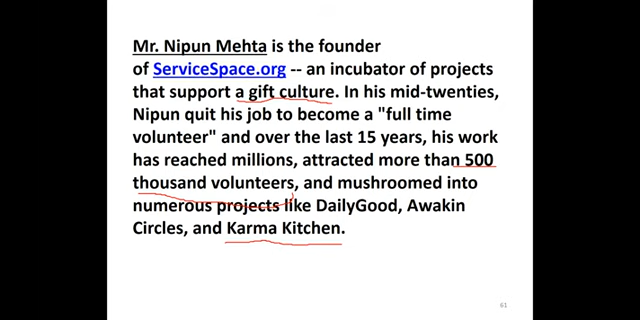 Mr. Nipun Mehta is the founder
of ServiceSpace.org -- an incubator of projects
that support a gift culture. In his mid-twenties,
Nipun quit his job to become a "full time
volunteer" and over the last 15 years, his work
has reached millions, attracted more than 500
thousand volunteers, and mushroomed into
numerous projects like DailyGood, Awakin
Circles, and Karma Kitchen.
61